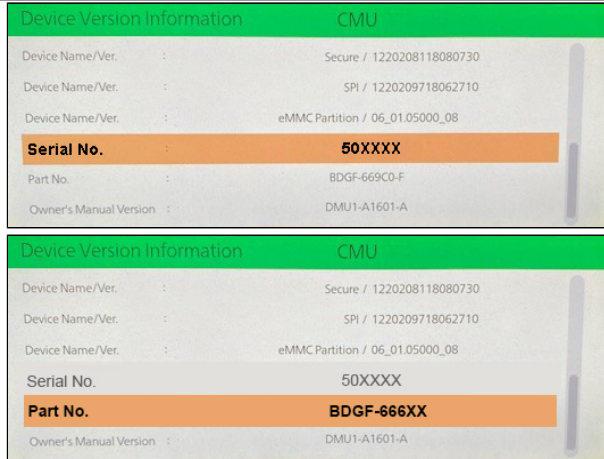 Device Version Information CMU
Device Name/Ver. : Secure / 1220208118080730
Device Name/Ver. : SPI / 1220209718062710
Device Name/Ver. : eMMC Partition / 06_01.05000_08
Serial No. : 50XXXX
Part No. : BDGF-669C0-F
Owner's Manual Version : DMU1-A1601-A
Device Version Information CMU
Device Name/Ver. : Secure / 1220208118080730
Device Name/Ver. : SPI / 1220209718062710
Device Name/Ver. : eMMC Partition / 06_01.05000_08
Serial No. 50XXXX
Part No. BDGF-666XX
Owner's Manual Version : DMU1-A1601-A